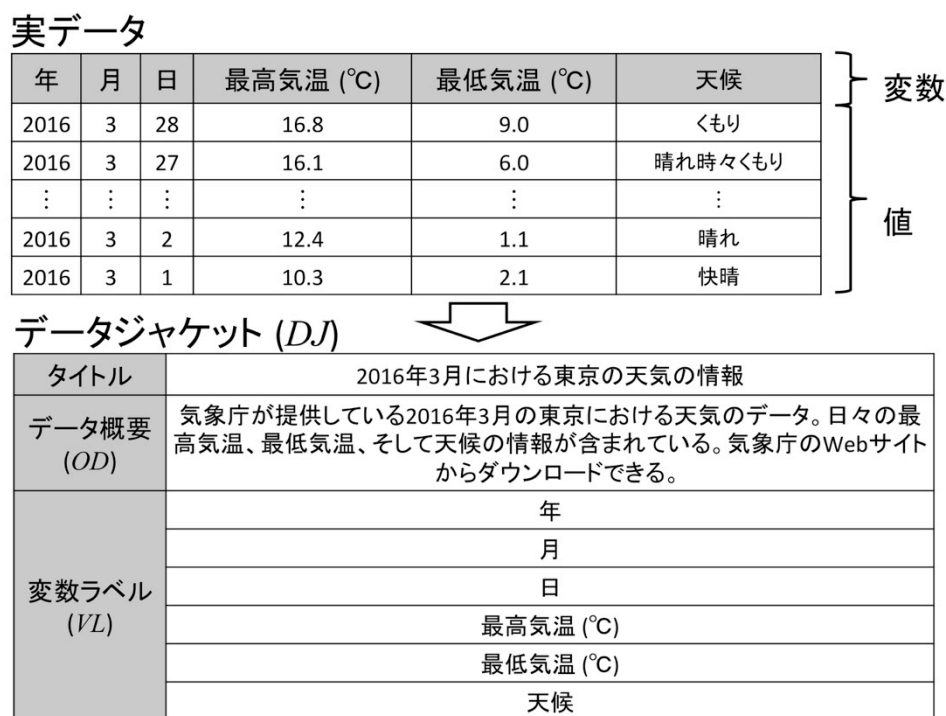 実データ
年 月 日 最高気温 (℃) 最低気温 (℃) 天候
変数
2016 3 28 16.8 9.0 くもり
2016 3 27 16.1 6.0 晴れ時々くもり
⋮ ⋮ ⋮ ⋮ ⋮ ⋮
値
2016 3 2 12.4 1.1 晴れ
2016 3 1 10.3 2.1 快晴
データジャケット (DJ)
タイトル 2016年3月における東京の天気の情報
データ概要
(OD)
気象庁が提供している2016年3月の東京における天気のデータ。日々の最
高気温、最低気温、そして天候の情報が含まれている。気象庁のWebサイト
からダウンロードできる。
変数ラベル
(VL)
年
月
日
最高気温 (℃)
最低気温 (℃)
天候